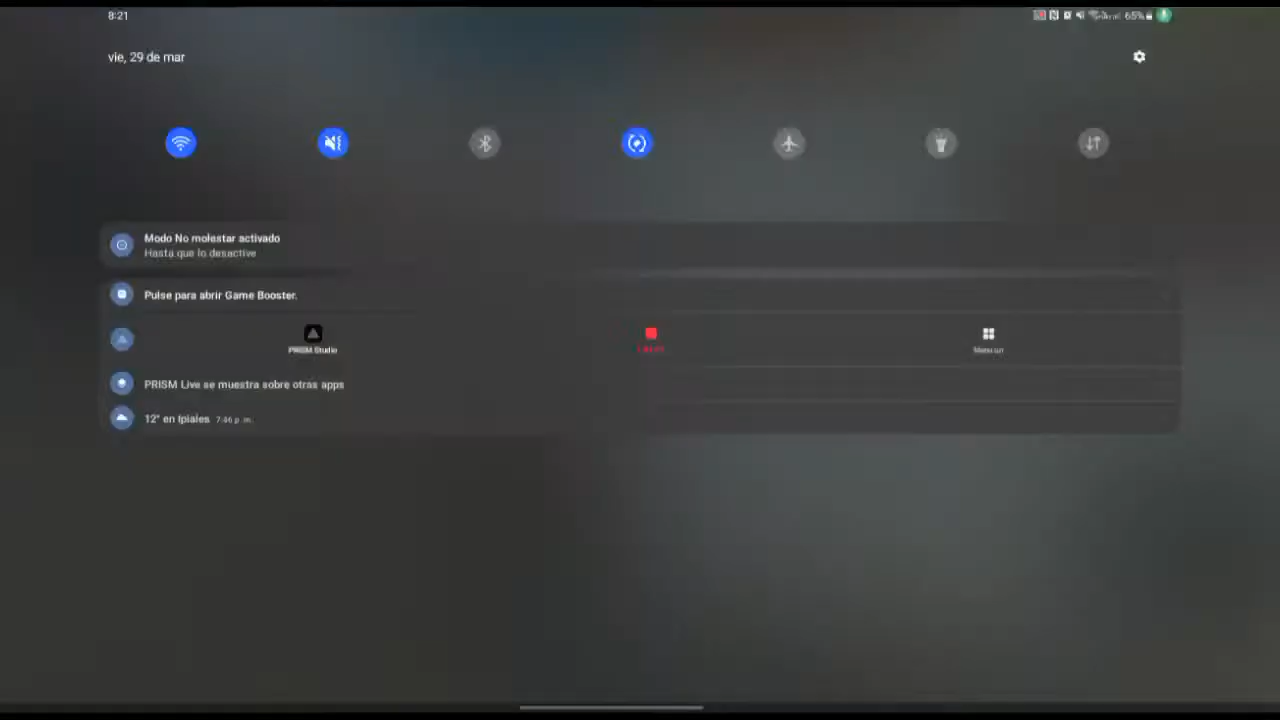 8:21
65%
vie, 29 de mar
Modo No molestar activado
Hasta que lo desactive
Pulse para abrir Game Booster.
PRISM Studio
PRISM Live se muestra sobre otras apps
12° en Ipiales 7:46 p. m.